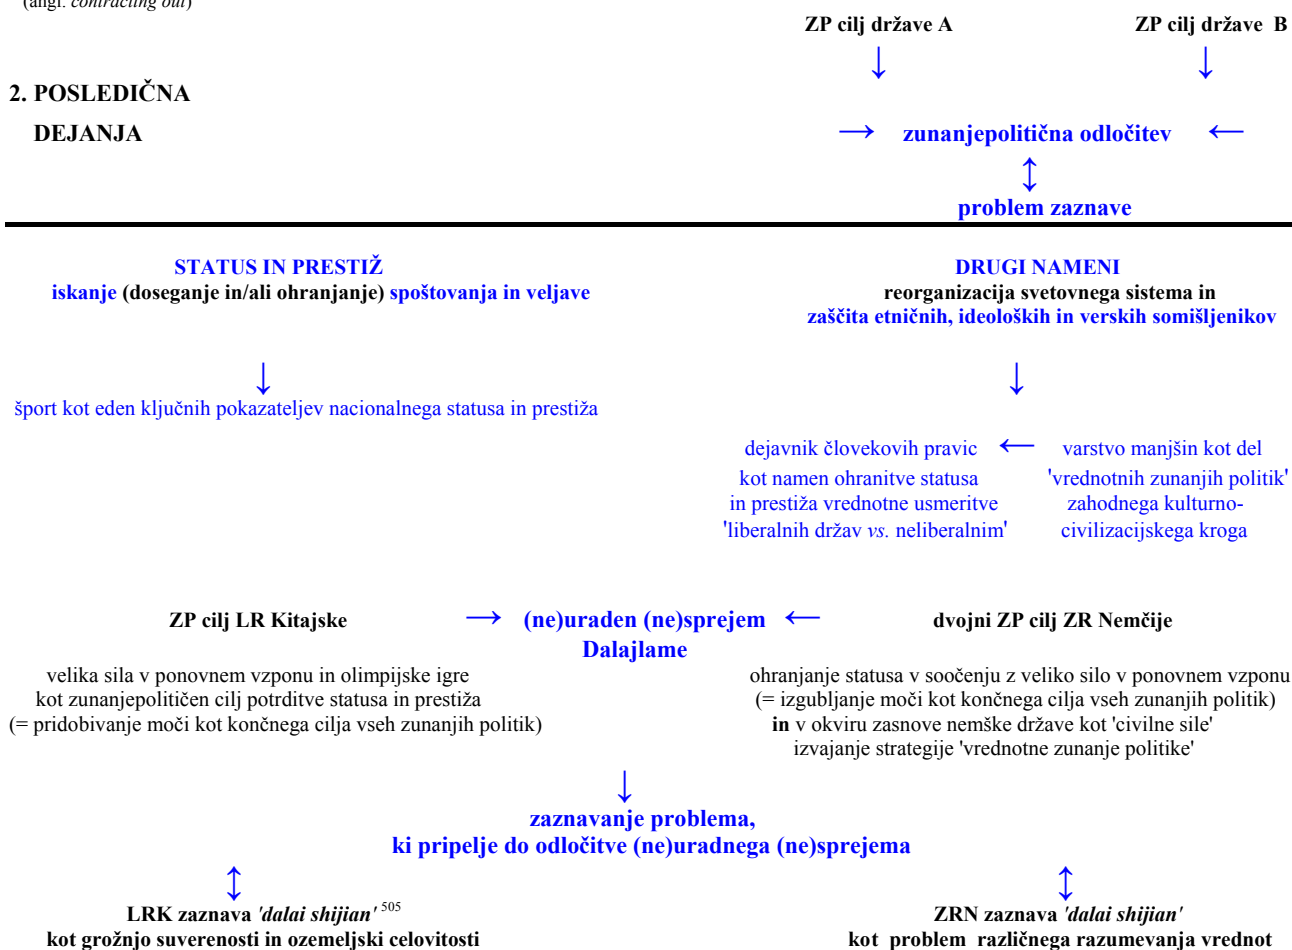 (angl. contracting out)
ZP cilj države A ZP cilj države B
↓ ↓
2. POSLEDIČNA
DEJANJA → zunanjepolitična odločitev ←
↕
problem zaznave
STATUS IN PRESTIŽ
iskanje (doseganje in/ali ohranjanje) spoštovanja in veljave
↓
šport kot eden ključnih pokazateljev nacionalnega statusa in prestiža
DRUGI NAMENI
reorganizacija svetovnega sistema in
zaščita etničnih, ideoloških in verskih somišljenikov
↓
dejavnik človekovih pravic ← varstvo manjšin kot del
kot namen ohranitve statusa 'vrednotnih zunanjih politik'
in prestiža vrednotne usmeritve zahodnega kulturno-
'liberalnih držav vs. neliberalnim' civilizacijskega kroga
ZP cilj LR Kitajske → (ne)uraden (ne)sprejem ← dvojni ZP cilj ZR Nemčije
Dalajlame
velika sila v ponovnem vzponu in olimpijske igre
kot zunanjepolitičen cilj potrditve statusa in prestiža
(= pridobivanje moči kot končnega cilja vseh zunanjih politik)
ohranjanje statusa v soočenju z veliko silo v ponovnem vzponu
(= izgubljanje moči kot končnega cilja vseh zunanjih politik)
in v okviru zasnove nemške države kot 'civilne sile'
izvajanje strategije 'vrednotne zunanje politike'
↓
zaznavanje problema,
ki pripelje do odločitve (ne)uradnega (ne)sprejema
↕ ↕
LRK zaznava 'dalai shijian' 505
kot grožnjo suverenosti in ozemeljski celovitosti
ZRN zaznava 'dalai shijian'
kot problem različnega razumevanja vrednot